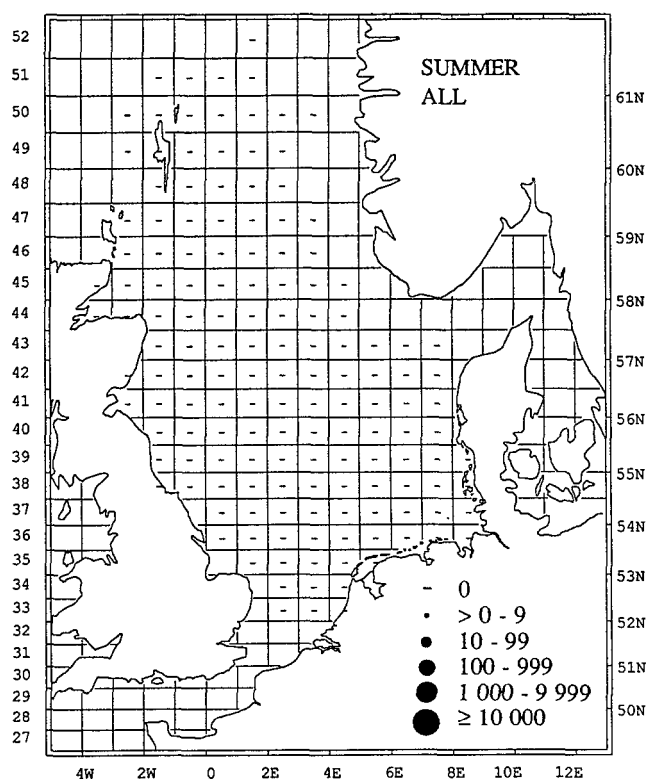 52
SUMMER
51
ALL
50
61N
49
60N
48
47
59N
46
45
58N
44
43
57N
42
41
56N
40
39
55N
38
37
54N
36
35
53N
34
- 0
33
> 0 - 9
52N
32
10 - 99
31
100 - 999
51N
30
1 000 - 9 999
29
≥ 10 000
50N
28
27
4W 2W 0 2E 4E 6E 8E 10E 12E